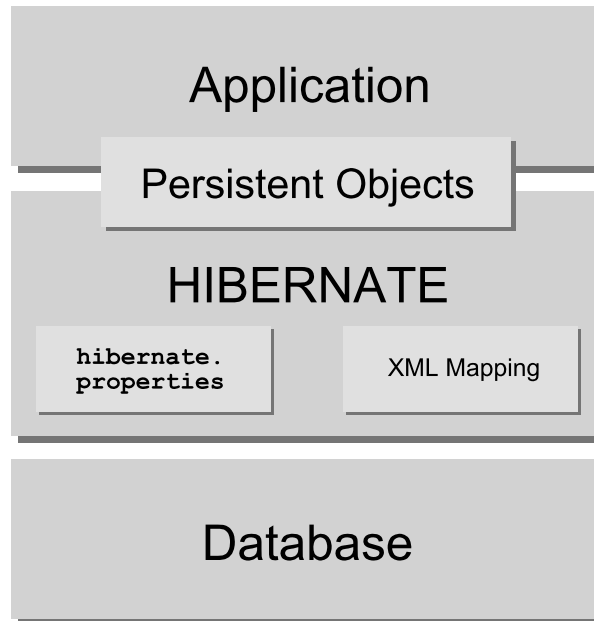 Application
Persistent Objects
HIBERNATE
hibernate.
properties
XML Mapping
Database